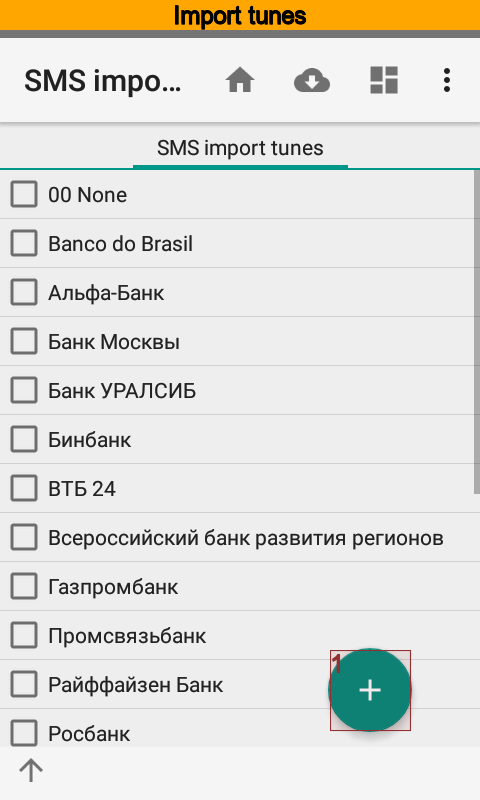 Import tunes
SMS impo...
SMS import tunes
00 None
Banco do Brasil
Альфа-Банк
Банк Москвы
Банк УРАЛСИБ
Бинбанк
ВТБ 24
Всероссийский банк развития регионов
Газпромбанк
Промсвязьбанк
1
Райффайзен Банк
Росбанк